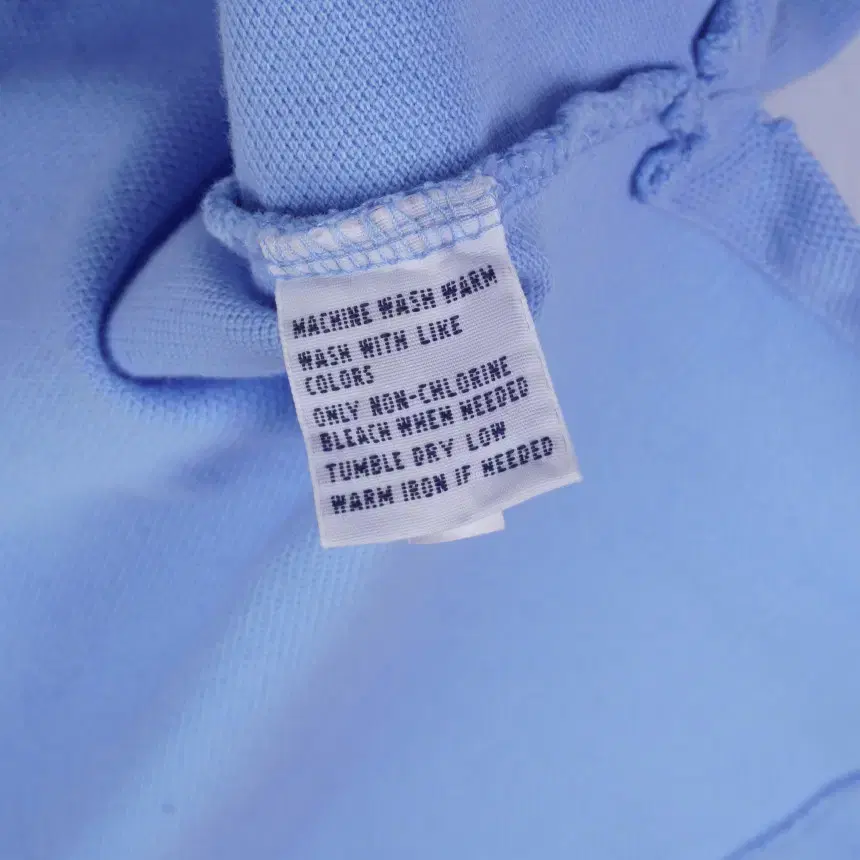 MACHINE WASH WARM
WASH WITH LIKE
COLORS
ONLY NON-CHLORINE
BLEACH WHEN NEEDED
TUMBLE DRY LOW
WARM IRON IF NEEDED